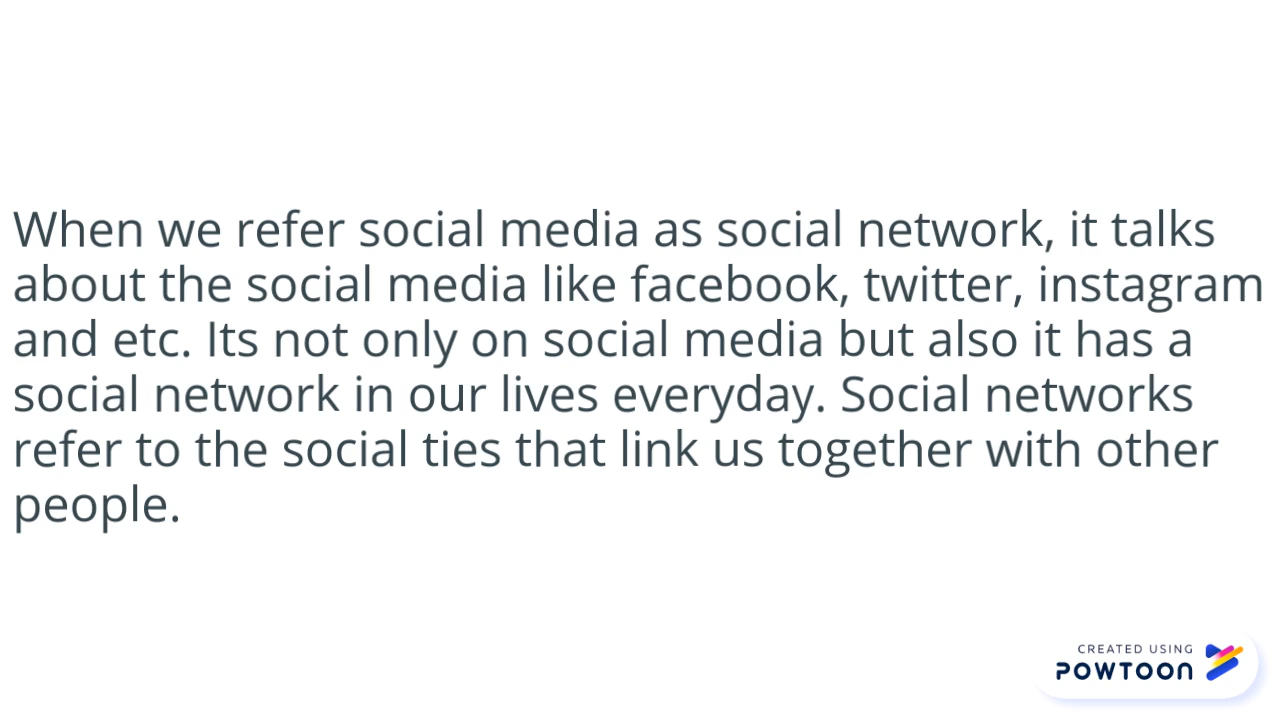 When we refer social media as social network, it talks
about the social media like facebook, twitter, instagram
and etc. Its not only on social media but also it has a
social network in our lives everyday. Social networks
refer to the social ties that link us together with other
people.
CREATED USING
POWTOON